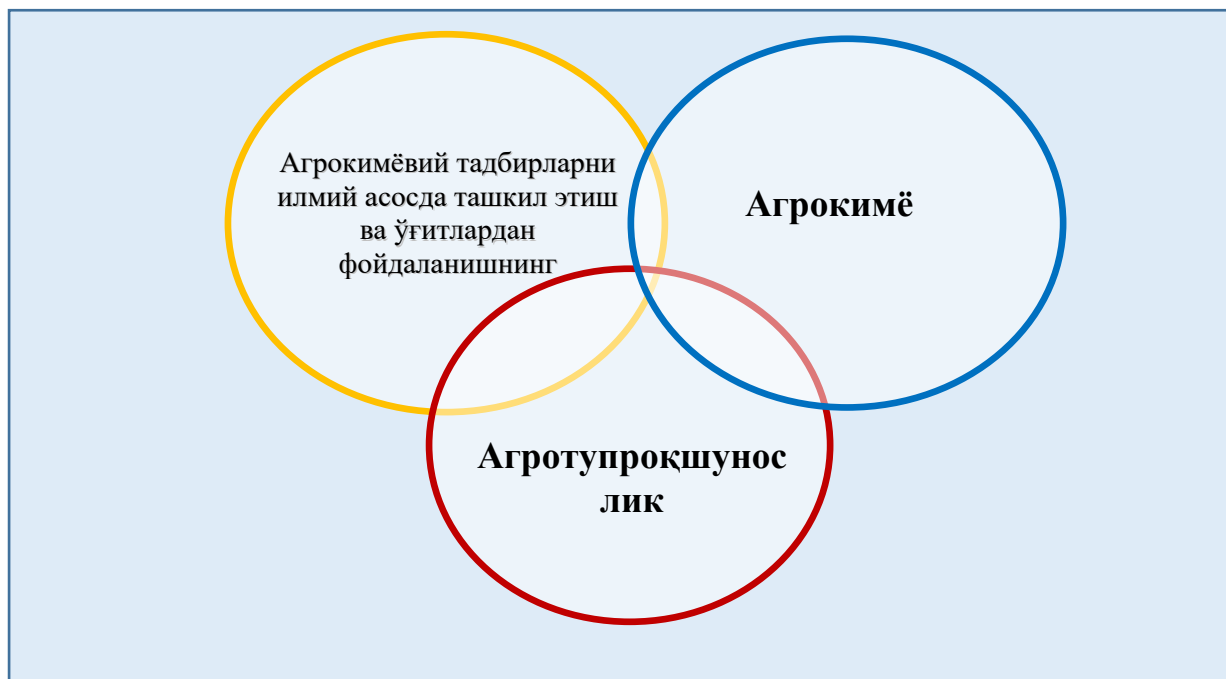 Агрокимёвий тадбирларни
илмий асосда ташкил этиш
ва ўғитлардан
фойдаланишнинг
Агрокимё
Агротупроқшунос
лик